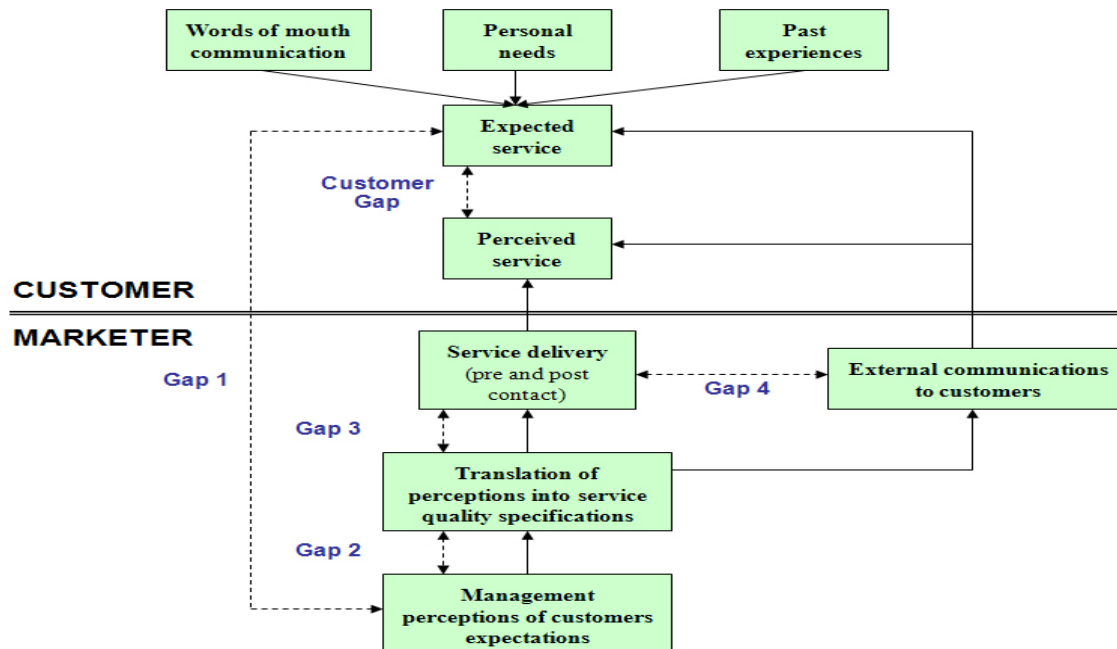 Words of mouth
communication
Personal
needs
Past
experiences
Expected
service
Customer
Gap
Perceived
service
CUSTOMER
MARKETER
Service delivery
(pre and post
contact)
Gap 1
Gap 4
External communications
to customers
Gap 3
Translation of
perceptions into service
quality specifications
Gap 2
Management
perceptions of customers
expectations